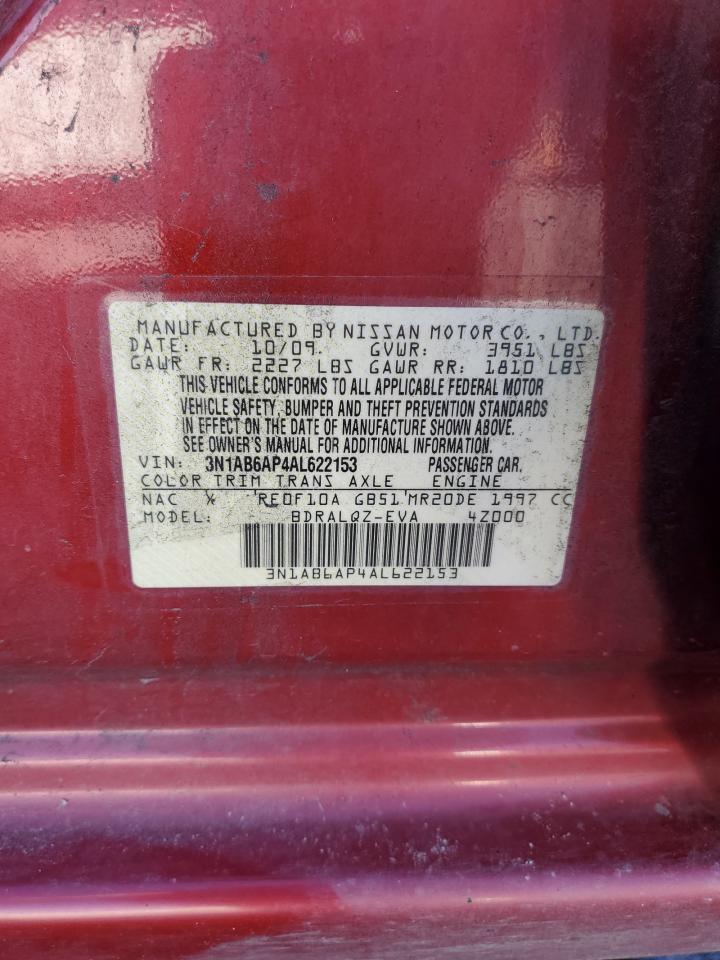 MANUFACTURED BY NISSAN MOTOR CO., LTD.
DATE: 10/09. GVWR: 3951 LBS
GAWR FR: 2227 LBS GAWR RR: 1810 LBS
THIS VEHICLE CONFORMS TO ALL APPLICABLE FEDERAL MOTOR
VEHICLE SAFETY, BUMPER AND THEFT PREVENTION STANDARDS
IN EFFECT ON THE DATE OF MANUFACTURE SHOWN ABOVE.
SEE OWNER'S MANUAL FOR ADDITIONAL INFORMATION.
VIN: 3N1AB6AP4AL622153 PASSENGER CAR.
COLOR TRIM TRANS AXLE ENGINE
NAC RE0F10A GB51 MR20DE 1997 CC
MODEL: BDRALQZ-EVA 4Z000
3N1AB6AP4AL622153